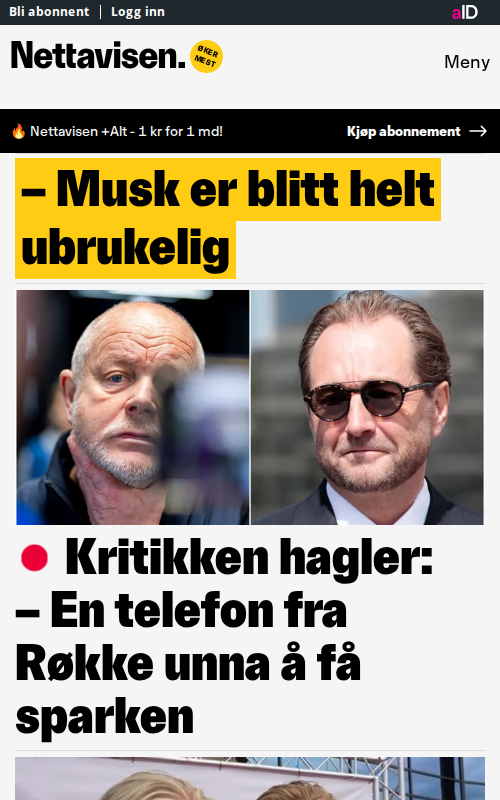 Bli abonnent | Logg inn
aID
Nettavisen.
ØKER
MEST
Meny
🔥 Nettavisen +Alt - 1 kr for 1 md!
Kjøp abonnement →
– Musk er blitt helt
ubrukelig
Kritikken hagler:
– En telefon fra
Røkke unna å få
sparken